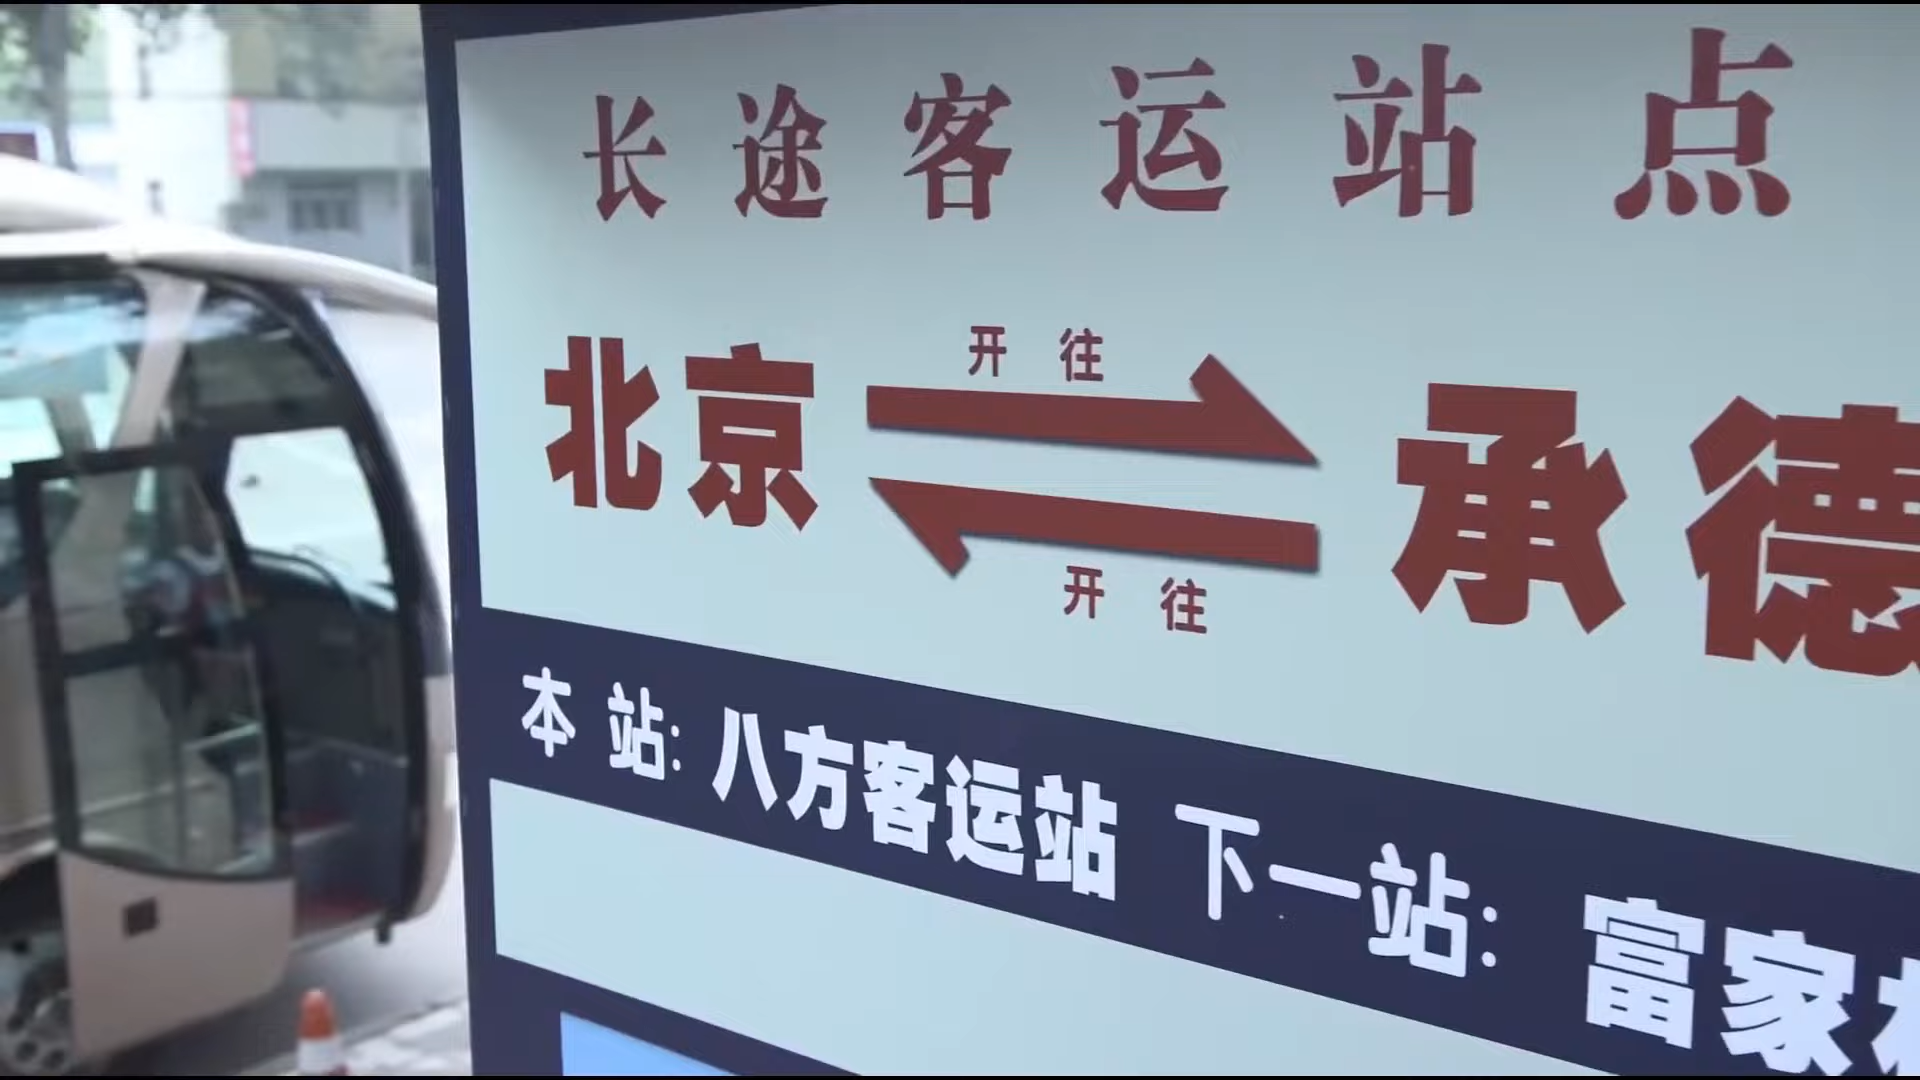 长途客运站点
开往
北京 承德
开往
本站: 八方客运站 下一站: 富家